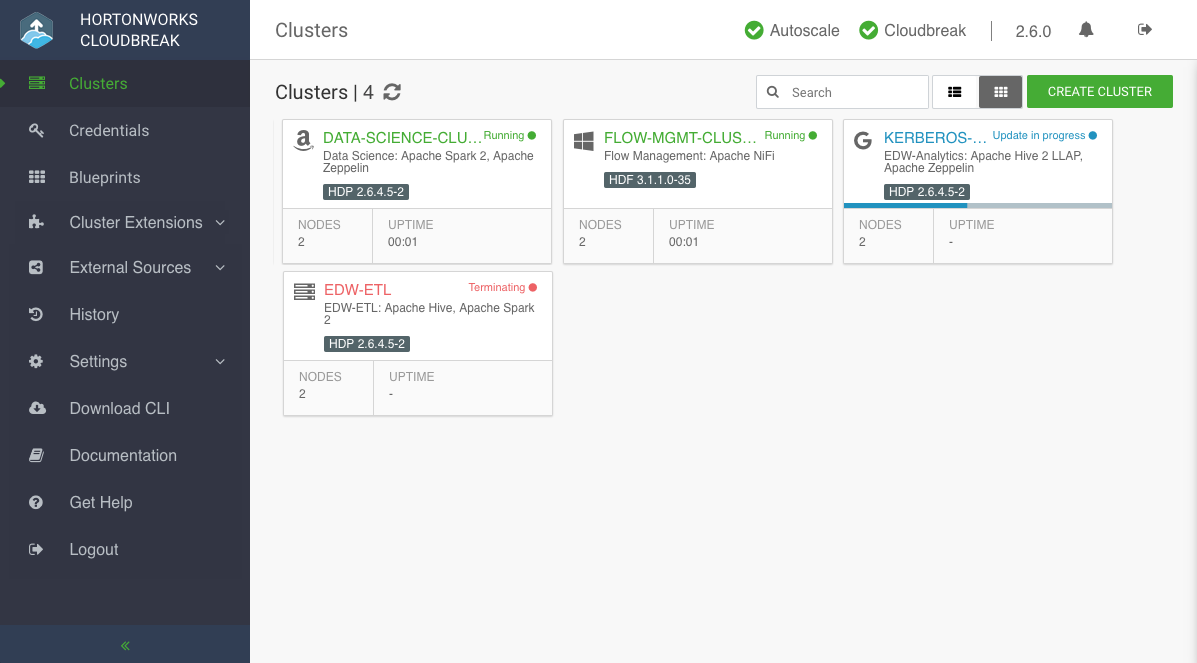 HORTONWORKS
CLOUDBREAK
Clusters
Credentials
Blueprints
Cluster Extensions
External Sources
History
Settings
Download CLI
Documentation
Get Help
Logout
Clusters
Autoscale
Cloudbreak
2.6.0
Clusters | 4
Search
CREATE CLUSTER
DATA-SCIENCE-CLU... Running
Data Science: Apache Spark 2, Apache
Zeppelin
HDP 2.6.4.5-2
NODES
2
UPTIME
00:01
FLOW-MGMT-CLUS... Running
Flow Management: Apache NiFi
HDF 3.1.1.0-35
NODES
2
UPTIME
00:01
KERBEROS-... Update in progress
EDW-Analytics: Apache Hive 2 LLAP,
Apache Zeppelin
HDP 2.6.4.5-2
NODES
2
UPTIME
-
EDW-ETL Terminating
EDW-ETL: Apache Hive, Apache Spark
2
HDP 2.6.4.5-2
NODES
2
UPTIME
-